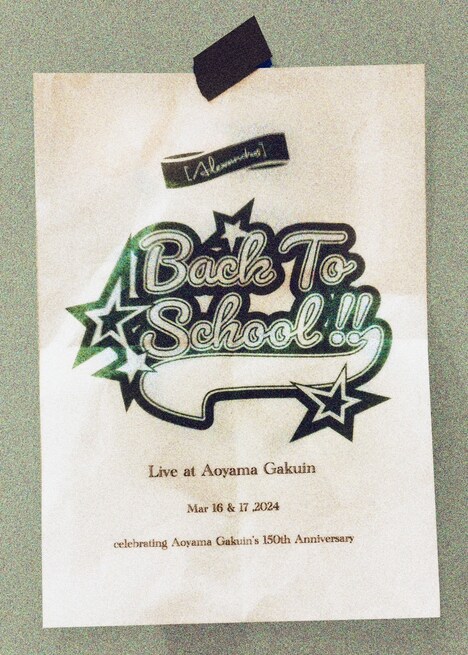 [Alexandros]
Back To
School!!
Live at Aoyama Gakuin
Mar 16 & 17 ,2024
celebrating Aoyama Gakuin's 150th Anniversary